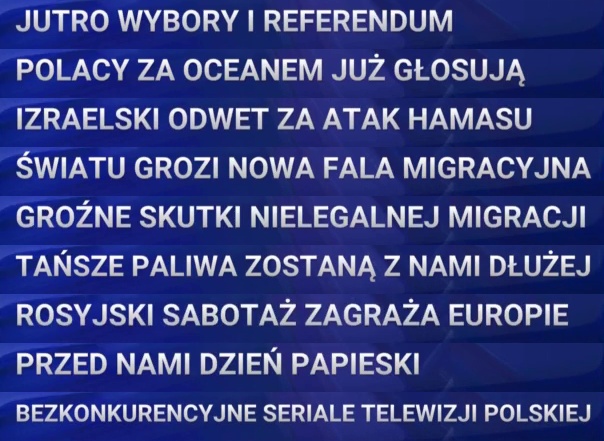 JUTRO WYBORY I REFERENDUM
POLACY ZA OCEANEM JUŻ GŁOSUJĄ
IZRAELSKI ODWET ZA ATAK HAMASU
ŚWIATU GROZI NOWA FALA MIGRACYJNA
GROŹNE SKUTKI NIELEGALNEJ MIGRACJI
TAŃSZE PALIWA ZOSTANĄ Z NAMI DŁUŻEJ
ROSYJSKI SABOTAŻ ZAGRAŻA EUROPIE
PRZED NAMI DZIEŃ PAPIESKI
BEZKONKURENCYJNE SERIALE TELEWIZJI POLSKIEJ